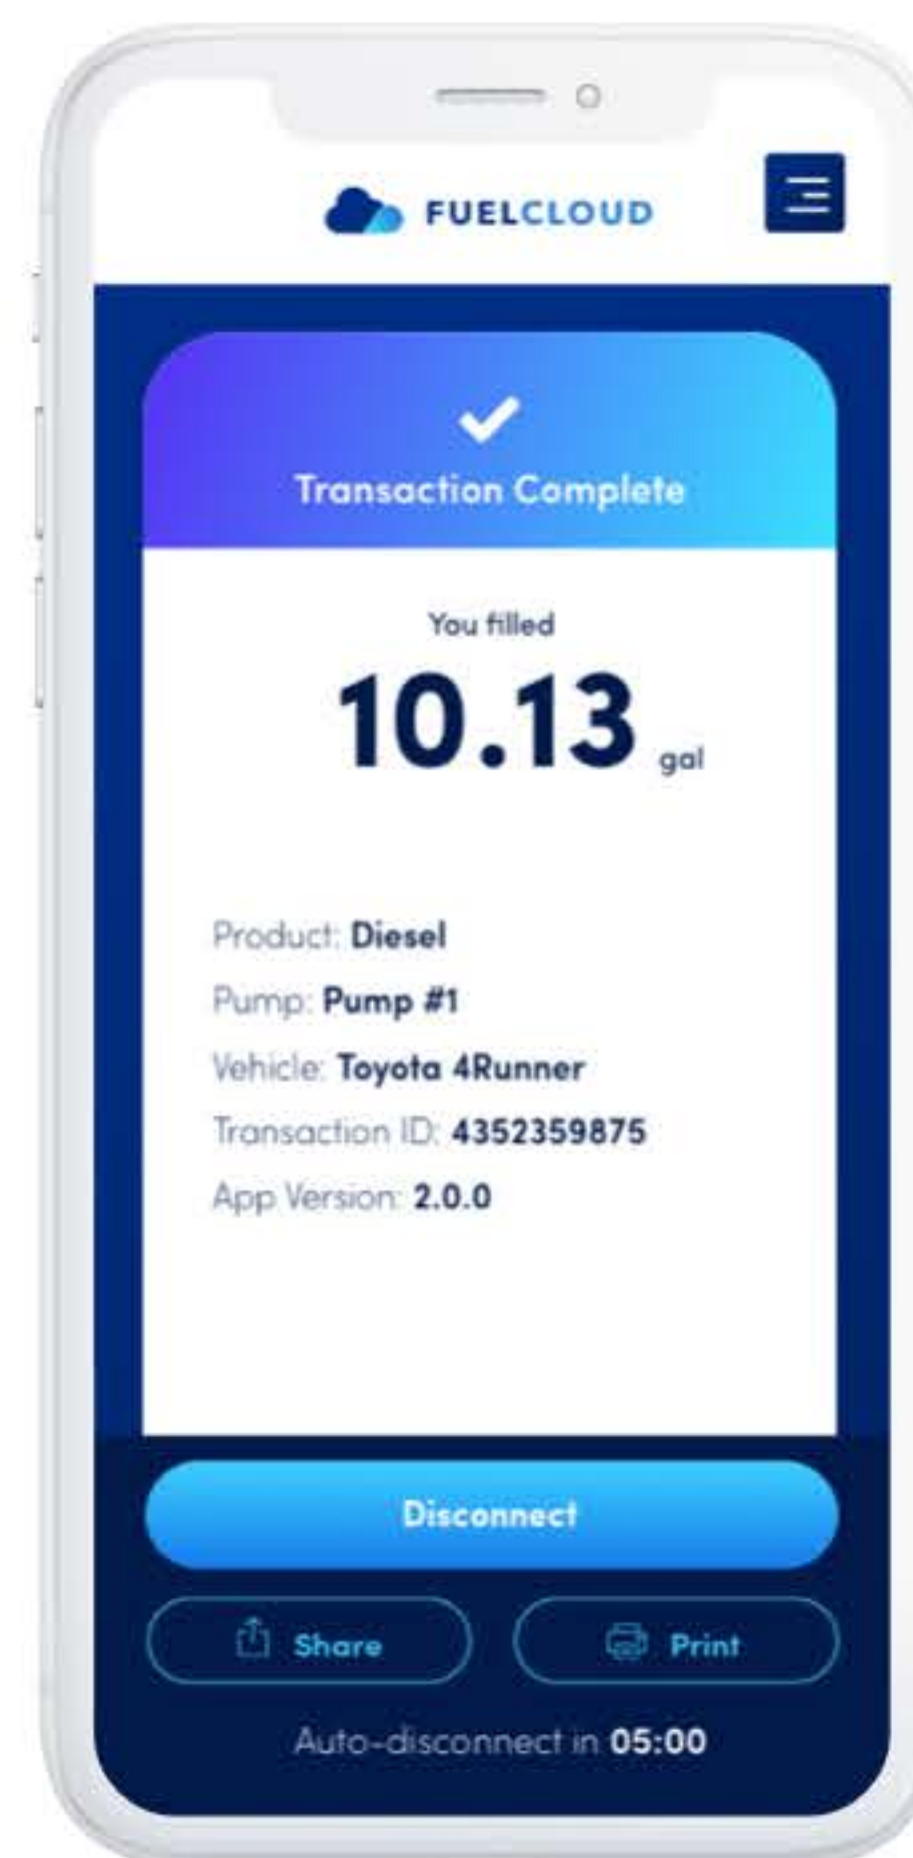 FUELCLOUD
Transaction Complete
You filled
10.13 gal
Product: Diesel
Pump: Pump #1
Vehicle: Toyota 4Runner
Transaction ID: 4352359875
App Version: 2.0.0
Disconnect
Share Print
Auto-disconnect in 05:00